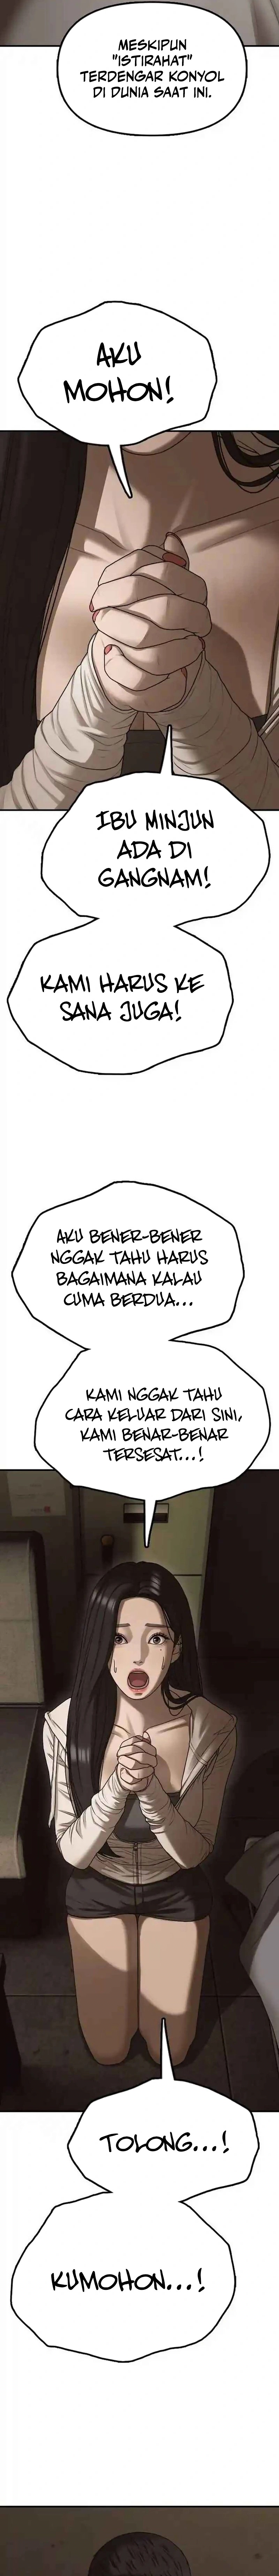 MESKIPUN
"ISTIRAHAT"
TERDENGAR KONYOL
DI DUNIA SAAT INI.
AKU
MOHON!
IBU MINJUN
ADA DI
GANGNAM!
KAMI HARUS KE
SANA JUGA!
AKU BENER-BENER
NGGAK TAHU HARUS
BAGAIMANA KALAU
CUMA BERDUA...
KAMI NGGAK TAHU
CARA KELUAR DARI SINI,
KAMI BENAR-BENAR
TERSESAT...!
TOLONG...!
KUMOHON...!